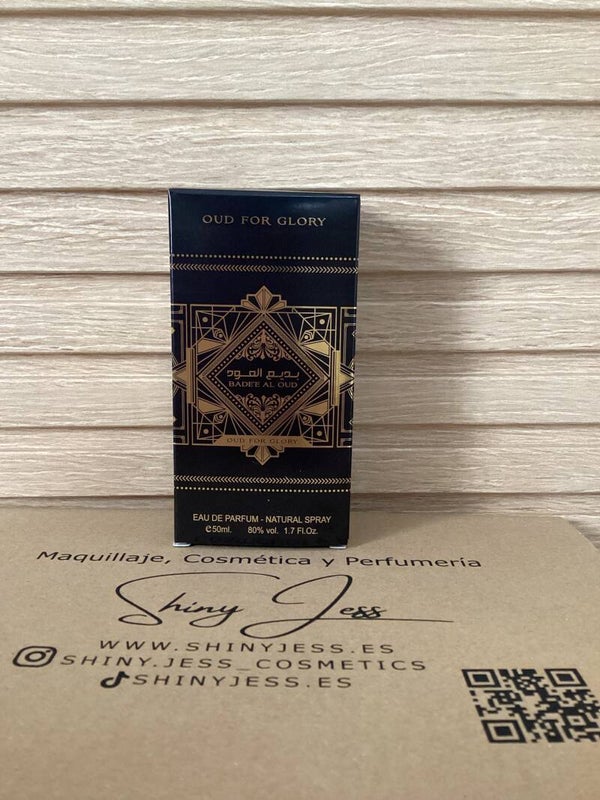 OUD FOR GLORY
بديع العود
BADEE AL OUD
OUD FOR GLORY
EAU DE PARFUM - NATURAL SPRAY
℮50ml. 80% vol. 1.7 Fl.Oz.
Maquillaje, Cosmética y Perfumería
Shiny Jess
WWW.SHINYJESS.ES
SHINY.JESS_COSMETICS
SHINYJESS.ES